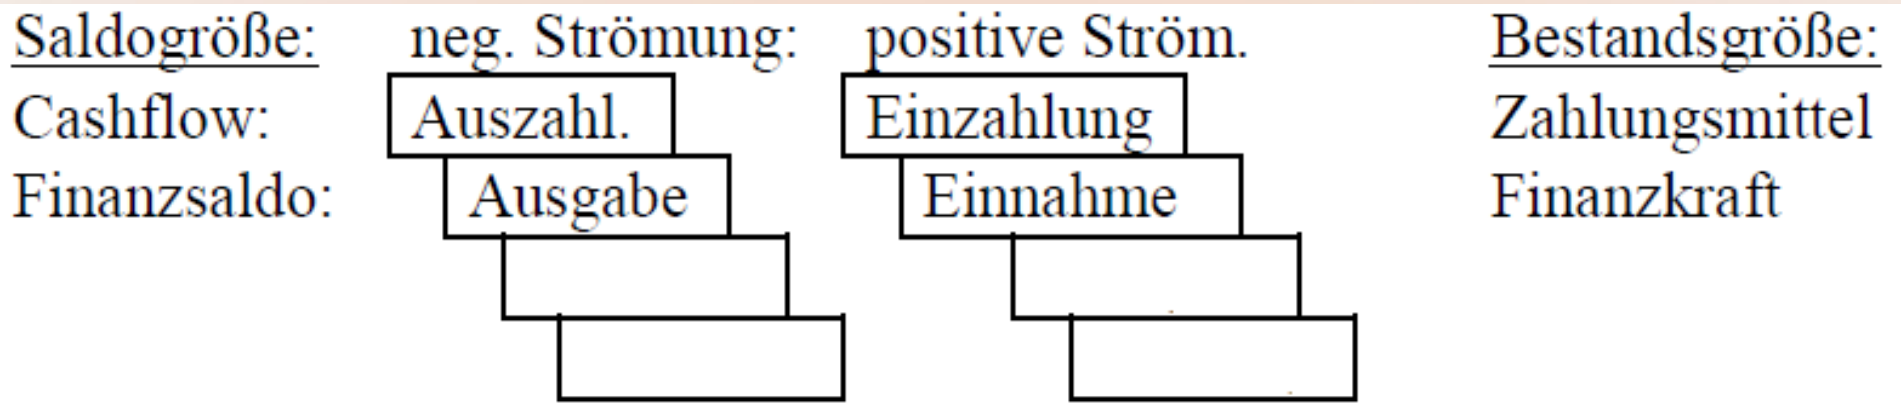 Saldogröße: neg. Strömung: positive Ström. Bestandsgröße:
Cashflow: Auszahl. Einzahlung Zahlungsmittel
Finanzsaldo: Ausgabe Einnahme Finanzkraft